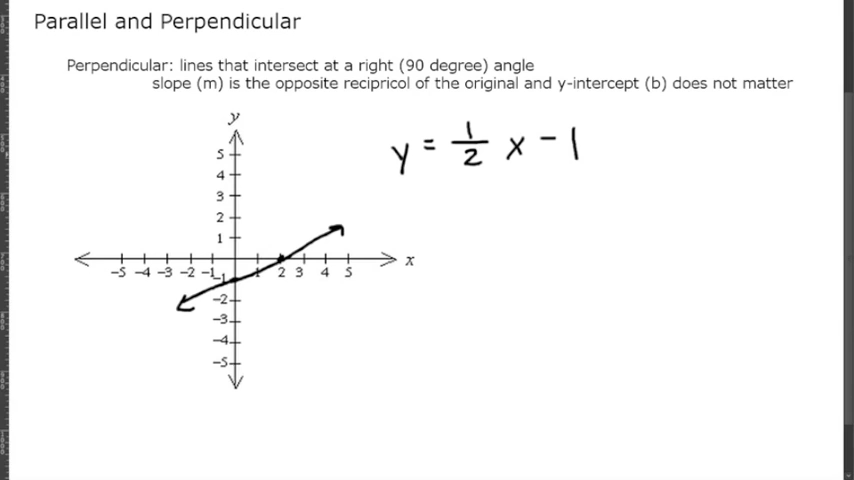 Parallel and Perpendicular
Perpendicular: lines that intersect at a right (90 degree) angle
slope (m) is the opposite recipricol of the original and y-intercept (b) does not matter
y = 1/2 x - 1
y
5
4
3
2
1
-5 -4 -3 -2 -1 1 2 3 4 5 x
-1
-2
-3
-4
-5